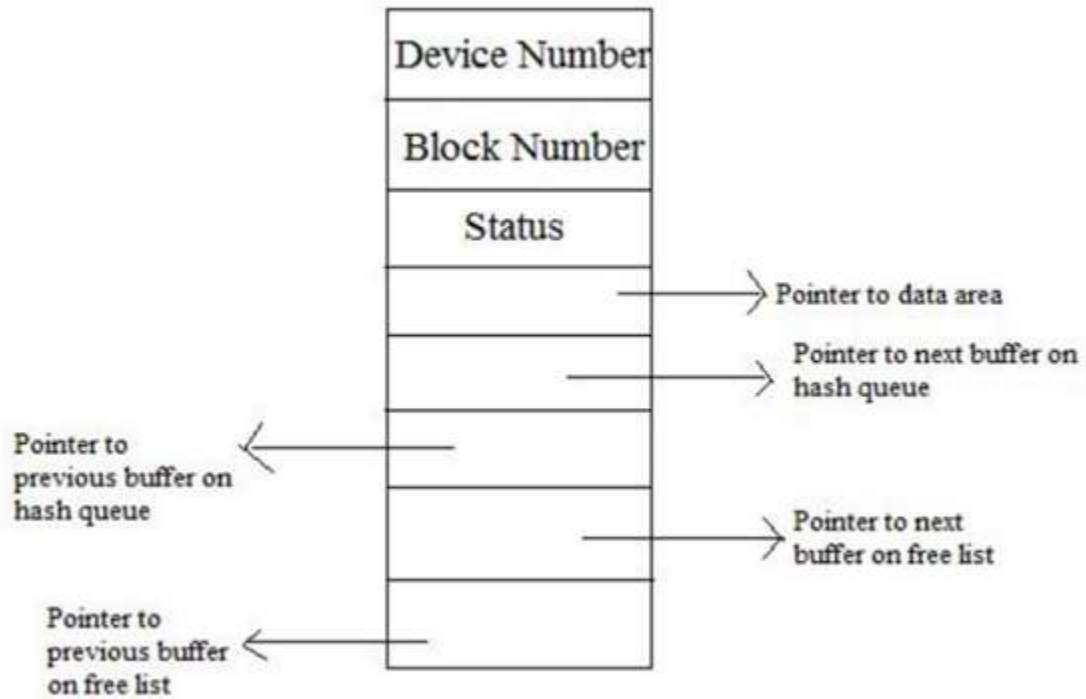 Device Number
Block Number
Status
Pointer to data area
Pointer to next buffer on
hash queue
Pointer to
previous buffer on
hash queue
Pointer to next
buffer on free list
Pointer to
previous buffer
on free list